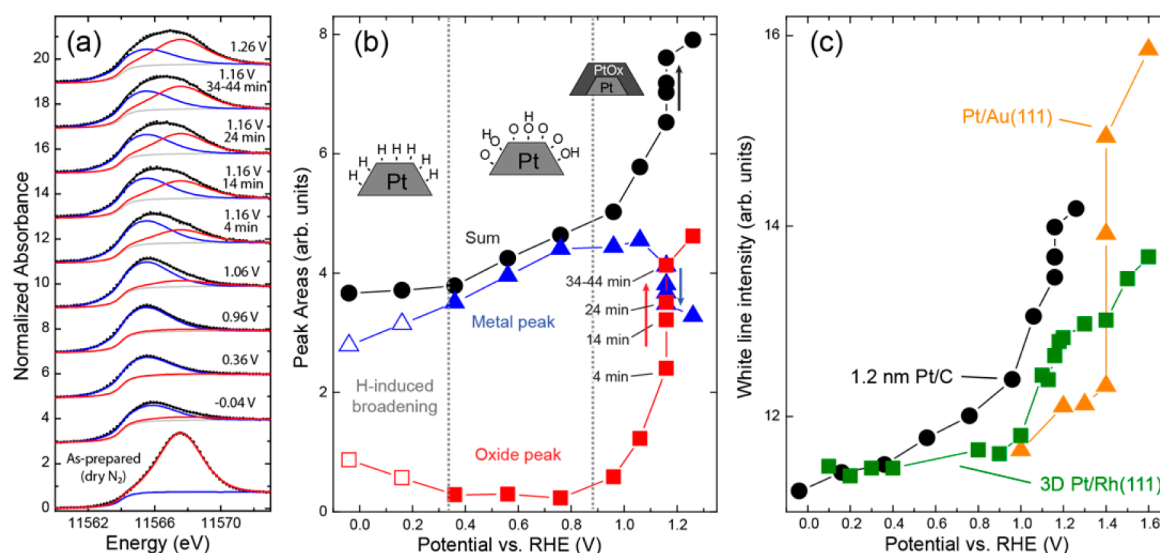 (a)
20
18
16
14
12
10
8
6
4
2
0
Normalized Absorbance
1.26 V
1.16 V
34-44 min
1.16 V
24 min
1.16 V
14 min
1.16 V
4 min
1.06 V
0.96 V
0.36 V
-0.04 V
As-prepared
(dry N2)
11562 11566 11570
Energy (eV)
(b)
8
6
4
2
0
Peak Areas (arb. units)
H H H H H
Pt
H O O O O H
H OH
Pt
PtOx
Pt
Sum
Metal peak
H-induced
broadening
Oxide peak
34-44 min
24 min
14 min
4 min
0.0 0.2 0.4 0.6 0.8 1.0 1.2
Potential vs. RHE (V)
(c)
16
14
12
White line intensity (arb. units)
Pt/Au(111)
1.2 nm Pt/C
3D Pt/Rh(111)
0.0 0.2 0.4 0.6 0.8 1.0 1.2 1.4 1.6
Potential vs. RHE (V)